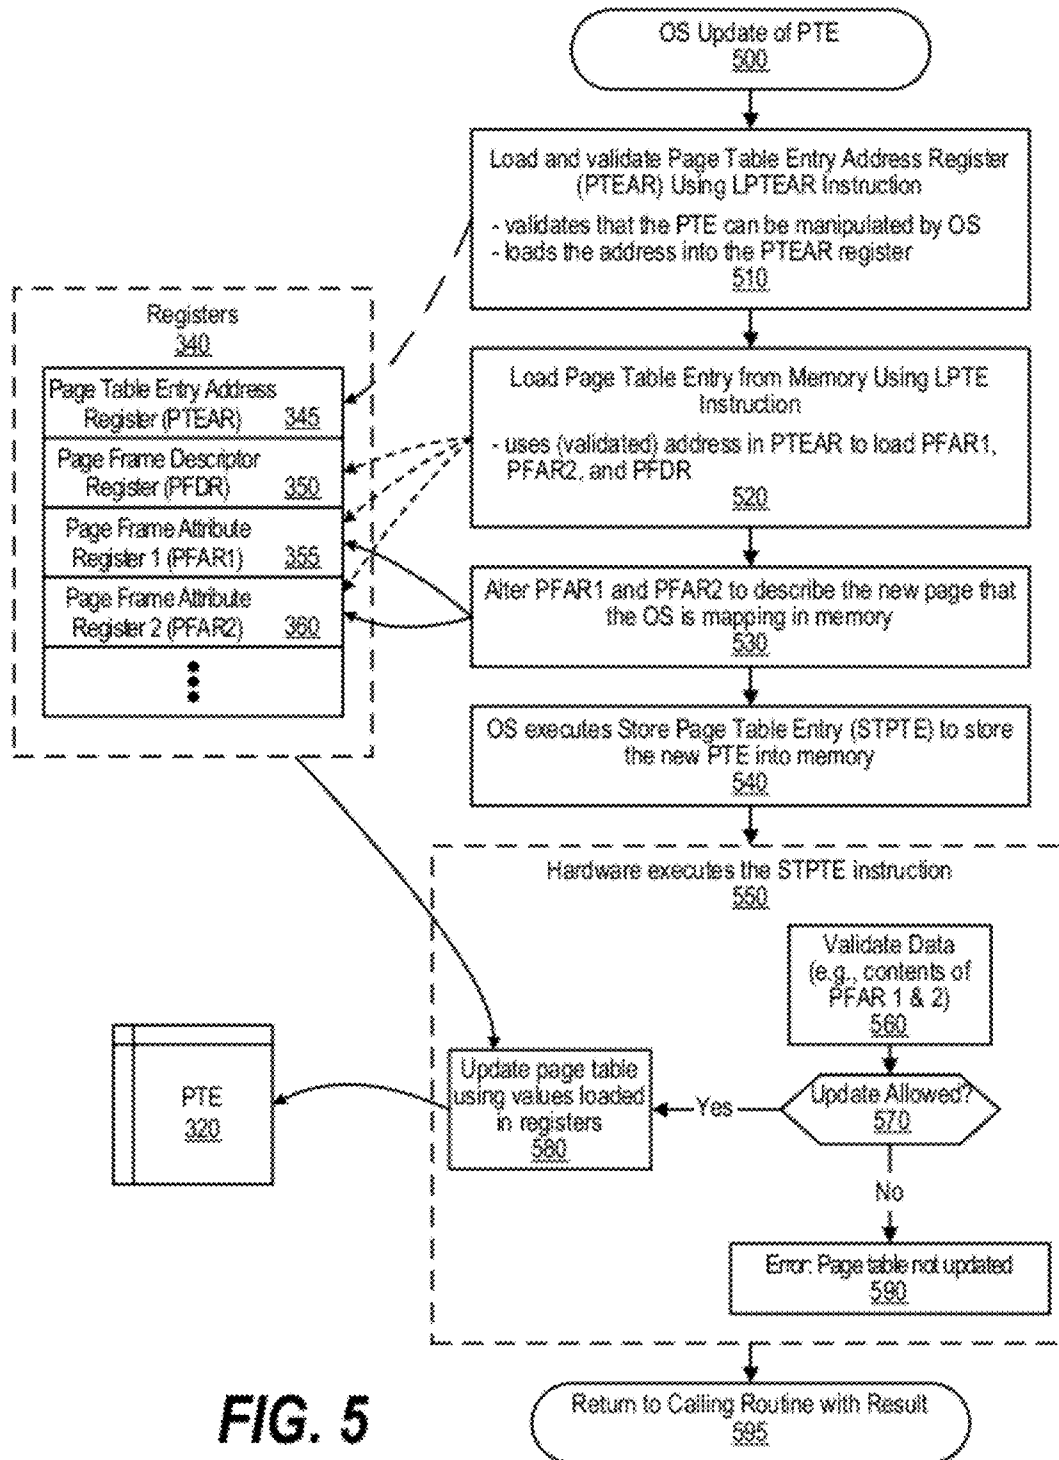 OS Update of PTE
500
Load and validate Page Table Entry Address Register
(PTEAR) Using LPTEAR Instruction
- validates that the PTE can be manipulated by OS
- loads the address into the PTEAR register
510
Registers
340
Page Table Entry Address
Register (PTEAR) 345
Page Frame Descriptor
Register (PFDR) 350
Page Frame Attribute
Register 1 (PFAR1) 355
Page Frame Attribute
Register 2 (PFAR2) 360
Load Page Table Entry from Memory Using LPTE
Instruction
- uses (validated) address in PTEAR to load PFAR1,
PFAR2, and PFDR
520
Alter PFAR1 and PFAR2 to describe the new page that
the OS is mapping in memory
530
OS executes Store Page Table Entry (STPTE) to store
the new PTE into memory
540
Hardware executes the STPTE instruction
550
Validate Data
(e.g., contents of
PFAR 1 & 2)
560
Update Allowed?
570
Yes
Update page table
using values loaded
in registers
580
PTE
320
No
Error: Page table not updated
590
Return to Calling Routine with Result
595
FIG. 5